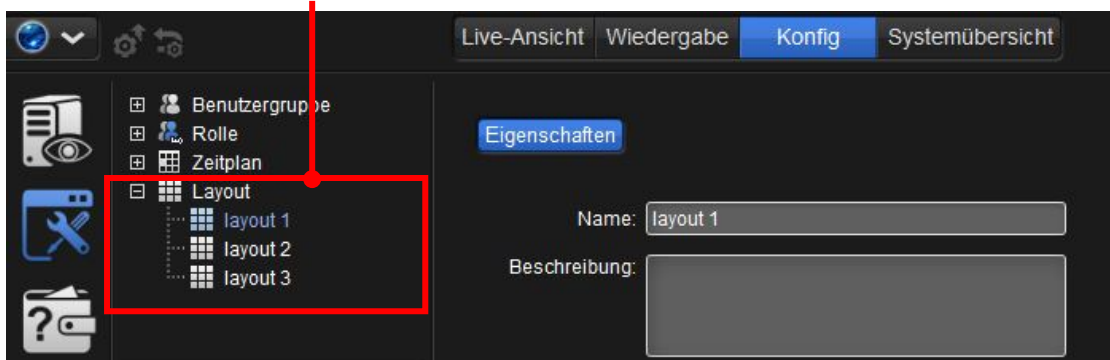 Live-Ansicht Wiedergabe Konfig Systemübersicht
Benutzergruppe
Rolle
Zeitplan
Layout
layout 1
layout 2
layout 3
Eigenschaften
Name: layout 1
Beschreibung:
?